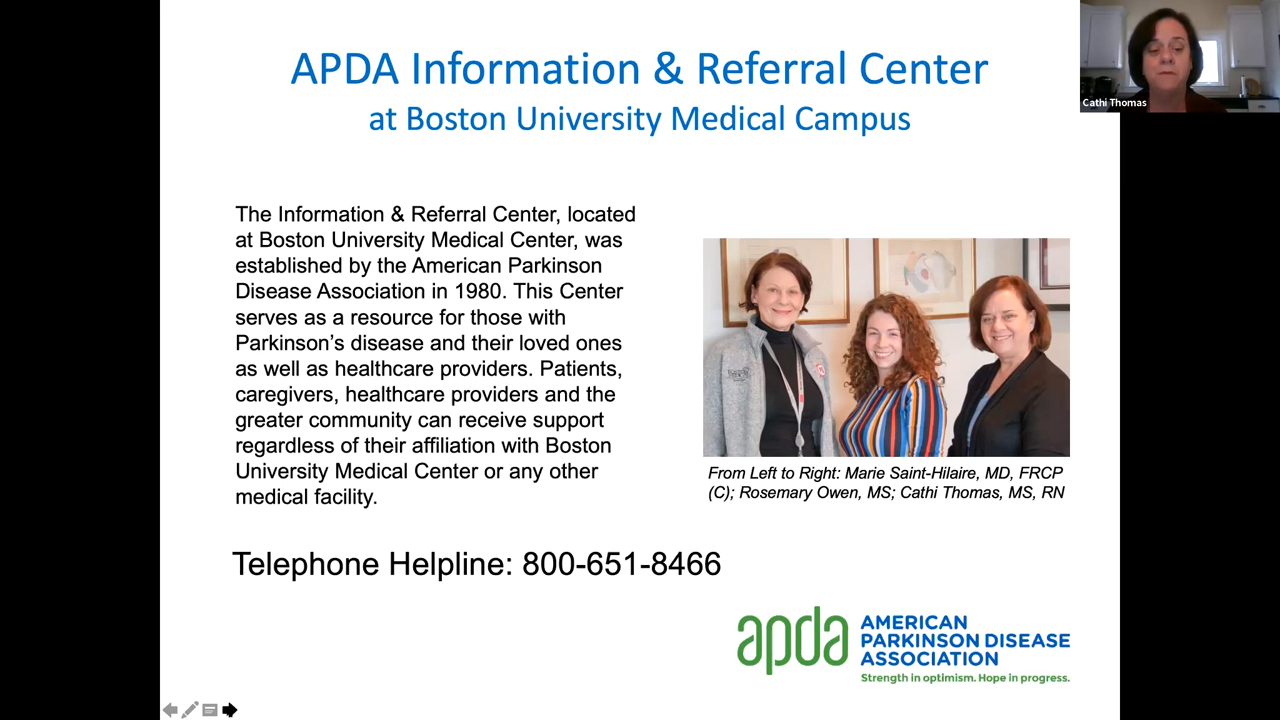 APDA Information & Referral Center
at Boston University Medical Campus
Cathi Thomas
The Information & Referral Center, located
at Boston University Medical Center, was
established by the American Parkinson
Disease Association in 1980. This Center
serves as a resource for those with
Parkinson’s disease and their loved ones
as well as healthcare providers. Patients,
caregivers, healthcare providers and the
greater community can receive support
regardless of their affiliation with Boston
University Medical Center or any other
medical facility.
From Left to Right: Marie Saint-Hilaire, MD, FRCP
(C); Rosemary Owen, MS; Cathi Thomas, MS, RN
Telephone Helpline: 800-651-8466
apda
AMERICAN
PARKINSON DISEASE
ASSOCIATION
Strength in optimism. Hope in progress.